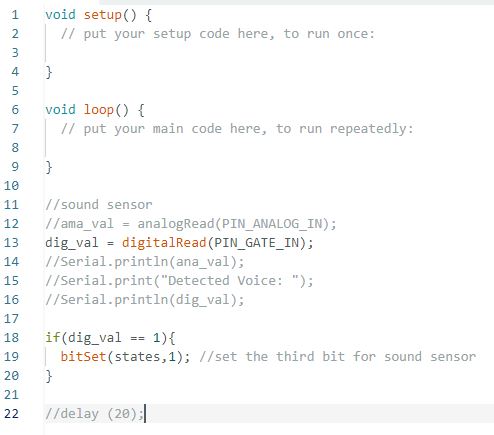 1 void setup() {
2 // put your setup code here, to run once:
3
4 }
5
6 void loop() {
7 // put your main code here, to run repeatedly:
8
9 }
10
11 //sound sensor
12 //ama_val = analogRead(PIN_ANALOG_IN);
13 dig_val = digitalRead(PIN_GATE_IN);
14 //Serial.println(ana_val);
15 //Serial.print("Detected Voice: ");
16 //Serial.println(dig_val);
17
18 if(dig_val == 1){
19 bitSet(states,1); //set the third bit for sound sensor
20 }
21
22 //delay (20);